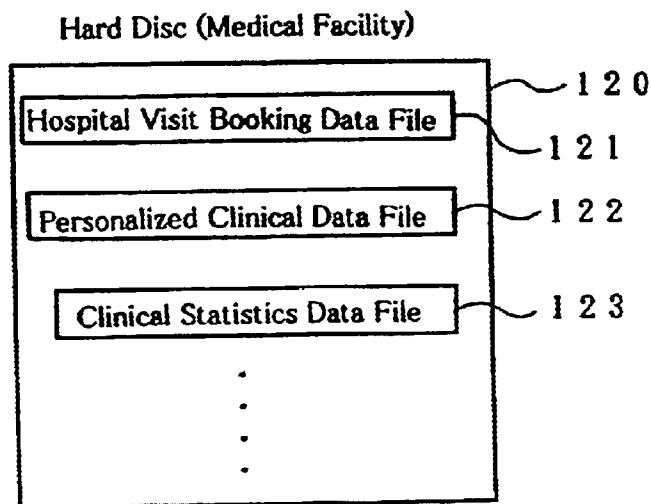 Hard Disc (Medical Facility)
120
Hospital Visit Booking Data File
121
Personalized Clinical Data File
122
Clinical Statistics Data File
123